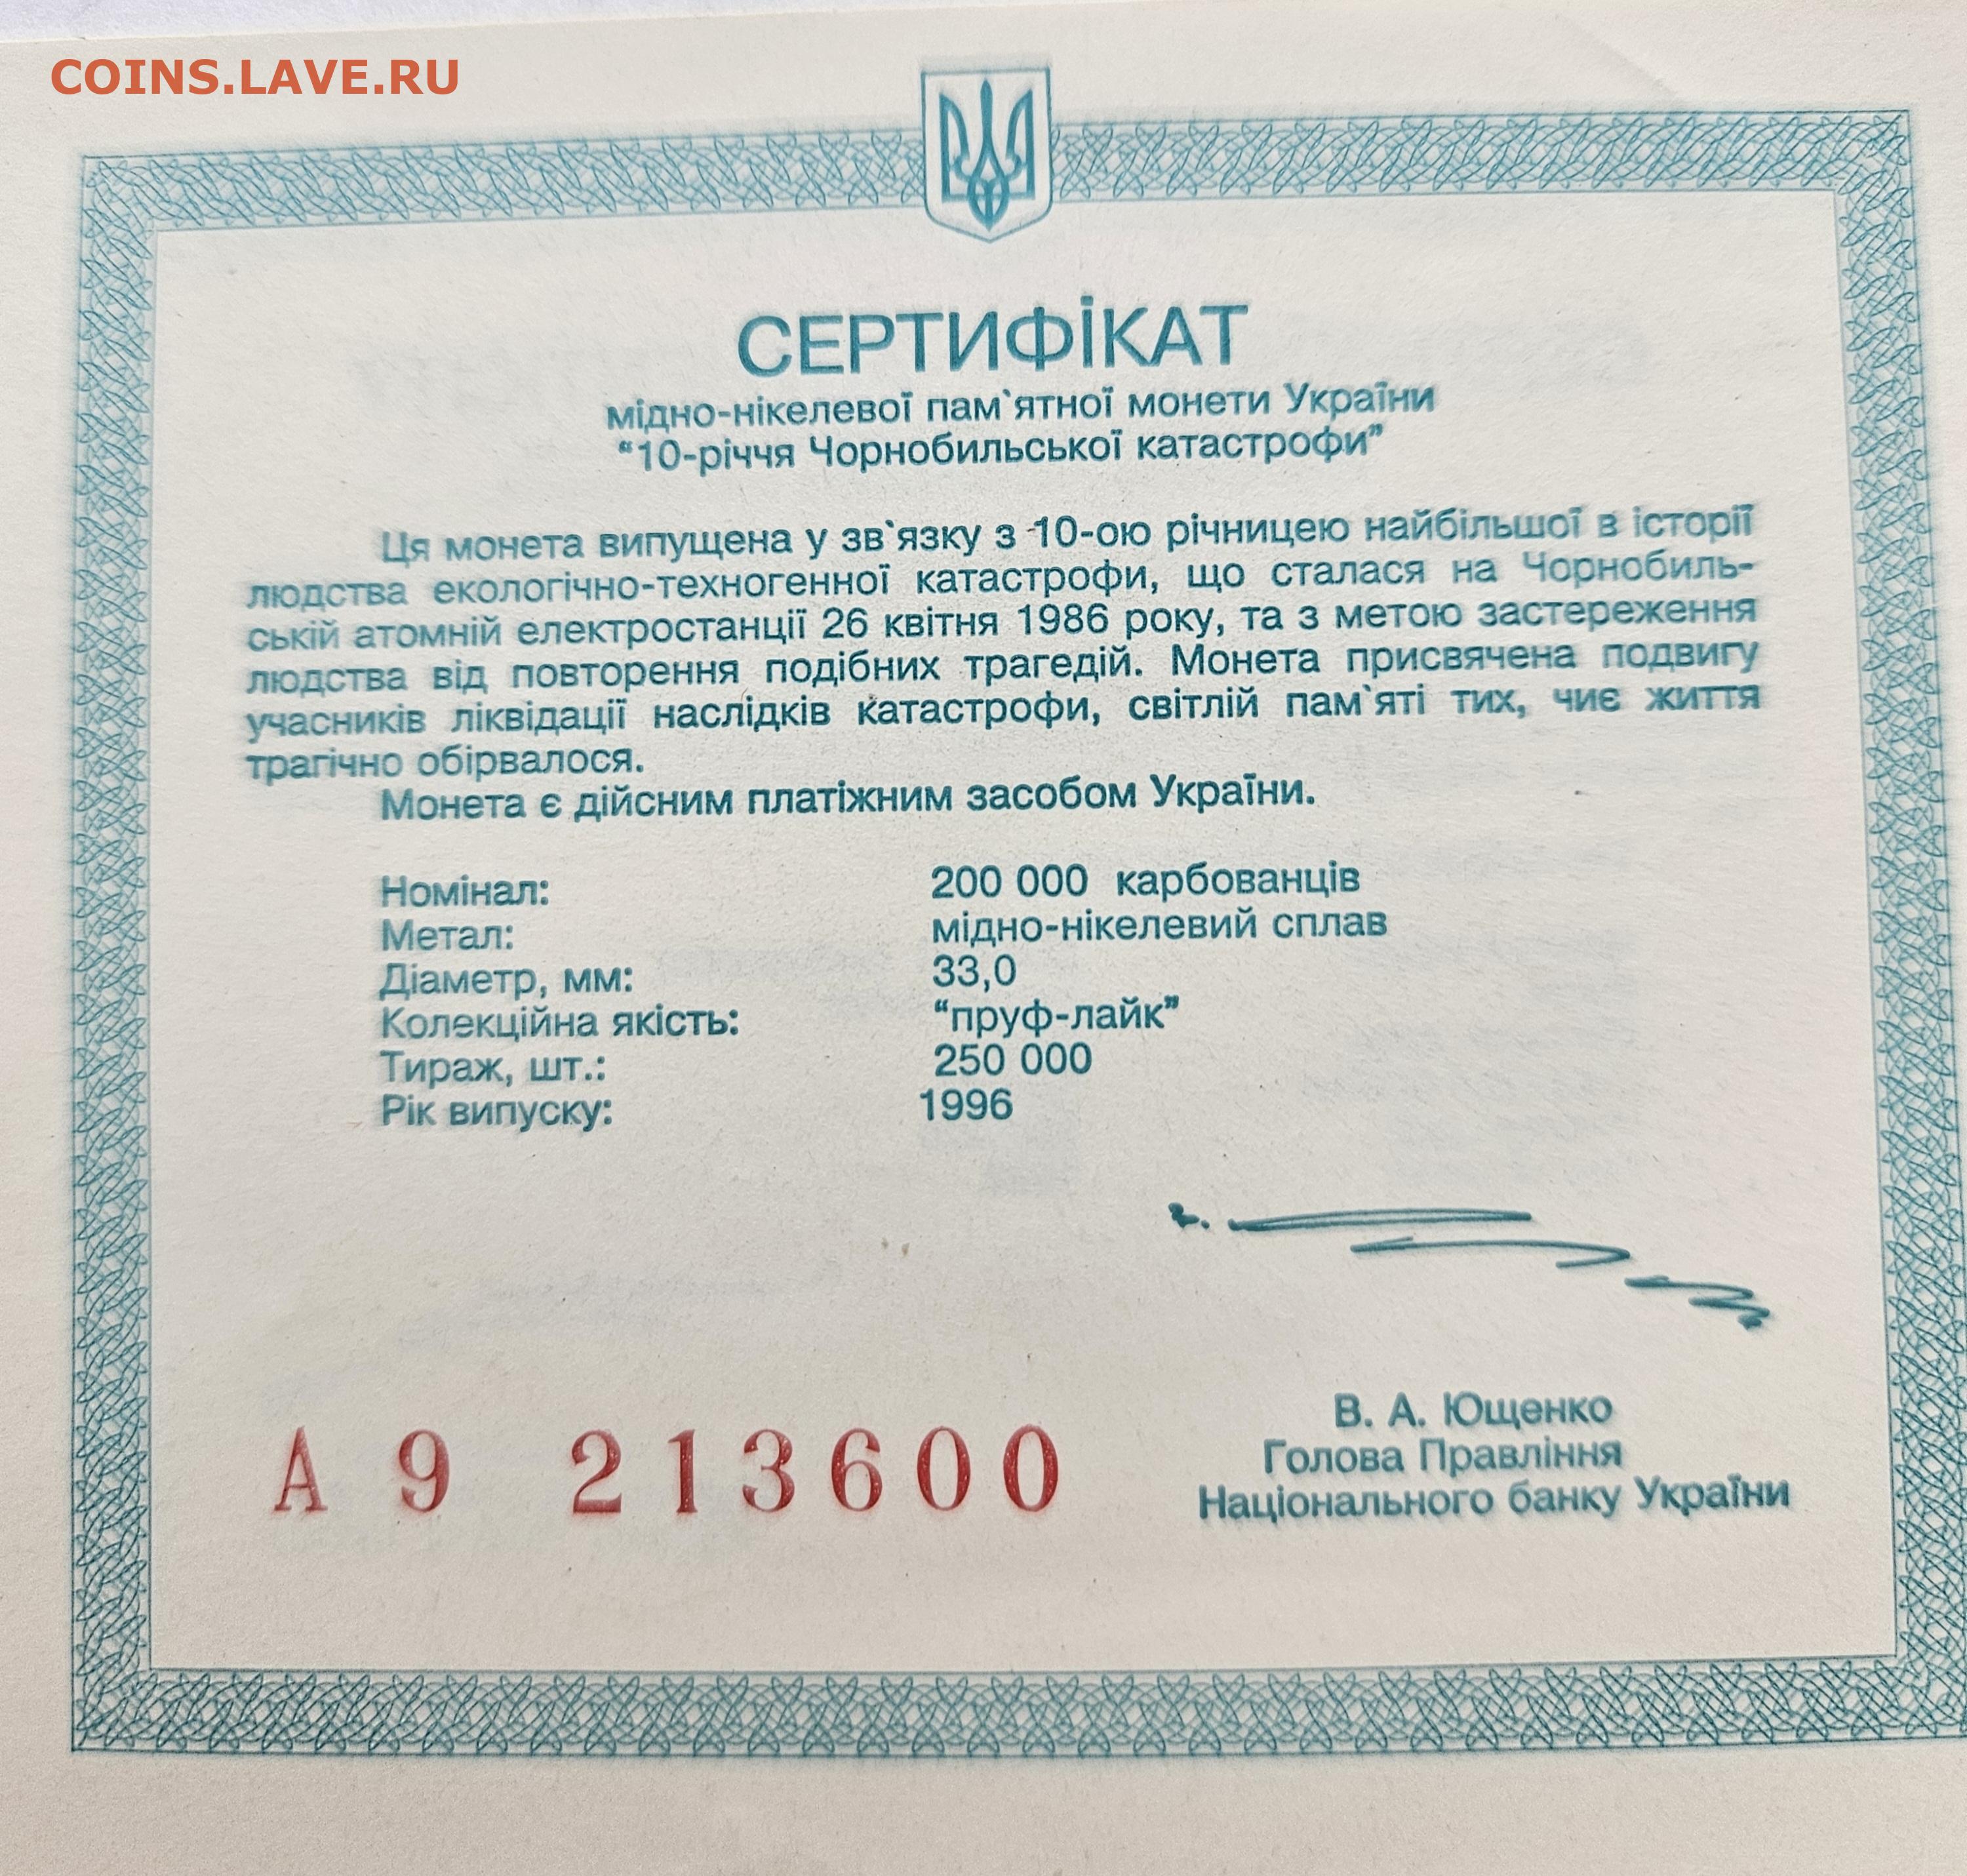 COINS.LAVE.RU
СЕРТИФІКАТ
мідно-нікелевої пам`ятної монети України
“10-річчя Чорнобильської катастрофи”
Ця монета випущена у зв`язку з 10-ою річницею найбільшої в історії
людства екологічно-техногенної катастрофи, що сталася на Чорнобиль-
ській атомній електростанції 26 квітня 1986 року, та з метою застереження
людства від повторення подібних трагедій. Монета присвячена подвигу
учасників ліквідації наслідків катастрофи, світлій пам`яті тих, чиє життя
трагічно обірвалося.
Монета є дійсним платіжним засобом України.
Номінал: 200 000 карбованців
Метал: мідно-нікелевий сплав
Діаметр, мм: 33,0
Колекційна якість: “пруф-лайк”
Тираж, шт.: 250 000
Рік випуску: 1996
В. А. Ющенко
Голова Правління
Національного банку України
А 9 213600